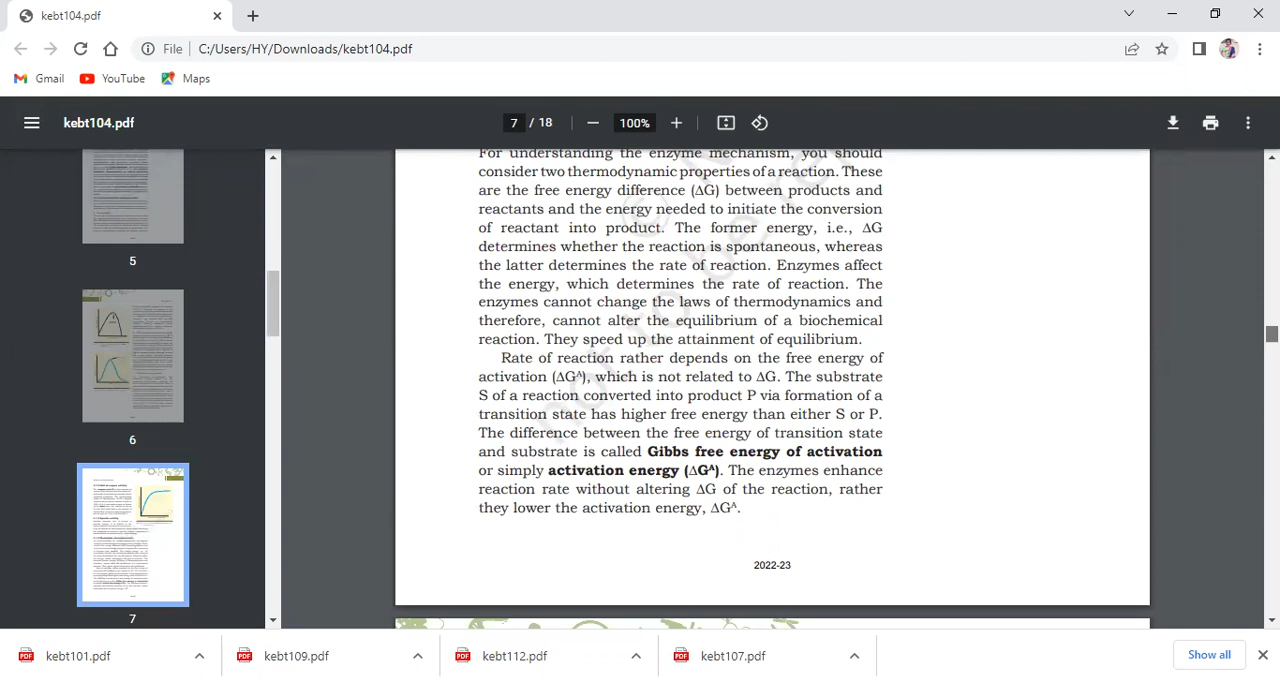 kebt104.pdf
File C:/Users/HY/Downloads/kebt104.pdf
Gmail YouTube Maps
kebt104.pdf 7 / 18 100%
For understanding the enzyme mechanism, you should
consider two thermodynamic properties of a reaction. These
are the free energy difference (∆G) between products and
reactants and the energy needed to initiate the conversion
of reactant into product. The former energy, i.e., ∆G
determines whether the reaction is spontaneous, whereas
the latter determines the rate of reaction. Enzymes affect
the energy, which determines the rate of reaction. The
enzymes cannot change the laws of thermodynamics and
therefore, cannot alter the equilibrium of a biochemical
reaction. They speed up the attainment of equilibrium.
Rate of reaction rather depends on the free energy of
activation (∆Gᴬ), which is not related to ∆G. The substrate
S of a reaction converted into product P via formation of a
transition state has higher free energy than either S or P.
The difference between the free energy of transition state
and substrate is called Gibbs free energy of activation
or simply activation energy (∆Gᴬ). The enzymes enhance
reaction rate without altering ∆G of the reaction, rather
they lower the activation energy, ∆Gᴬ.
2022-23
5
6
7
kebt101.pdf kebt109.pdf kebt112.pdf kebt107.pdf Show all